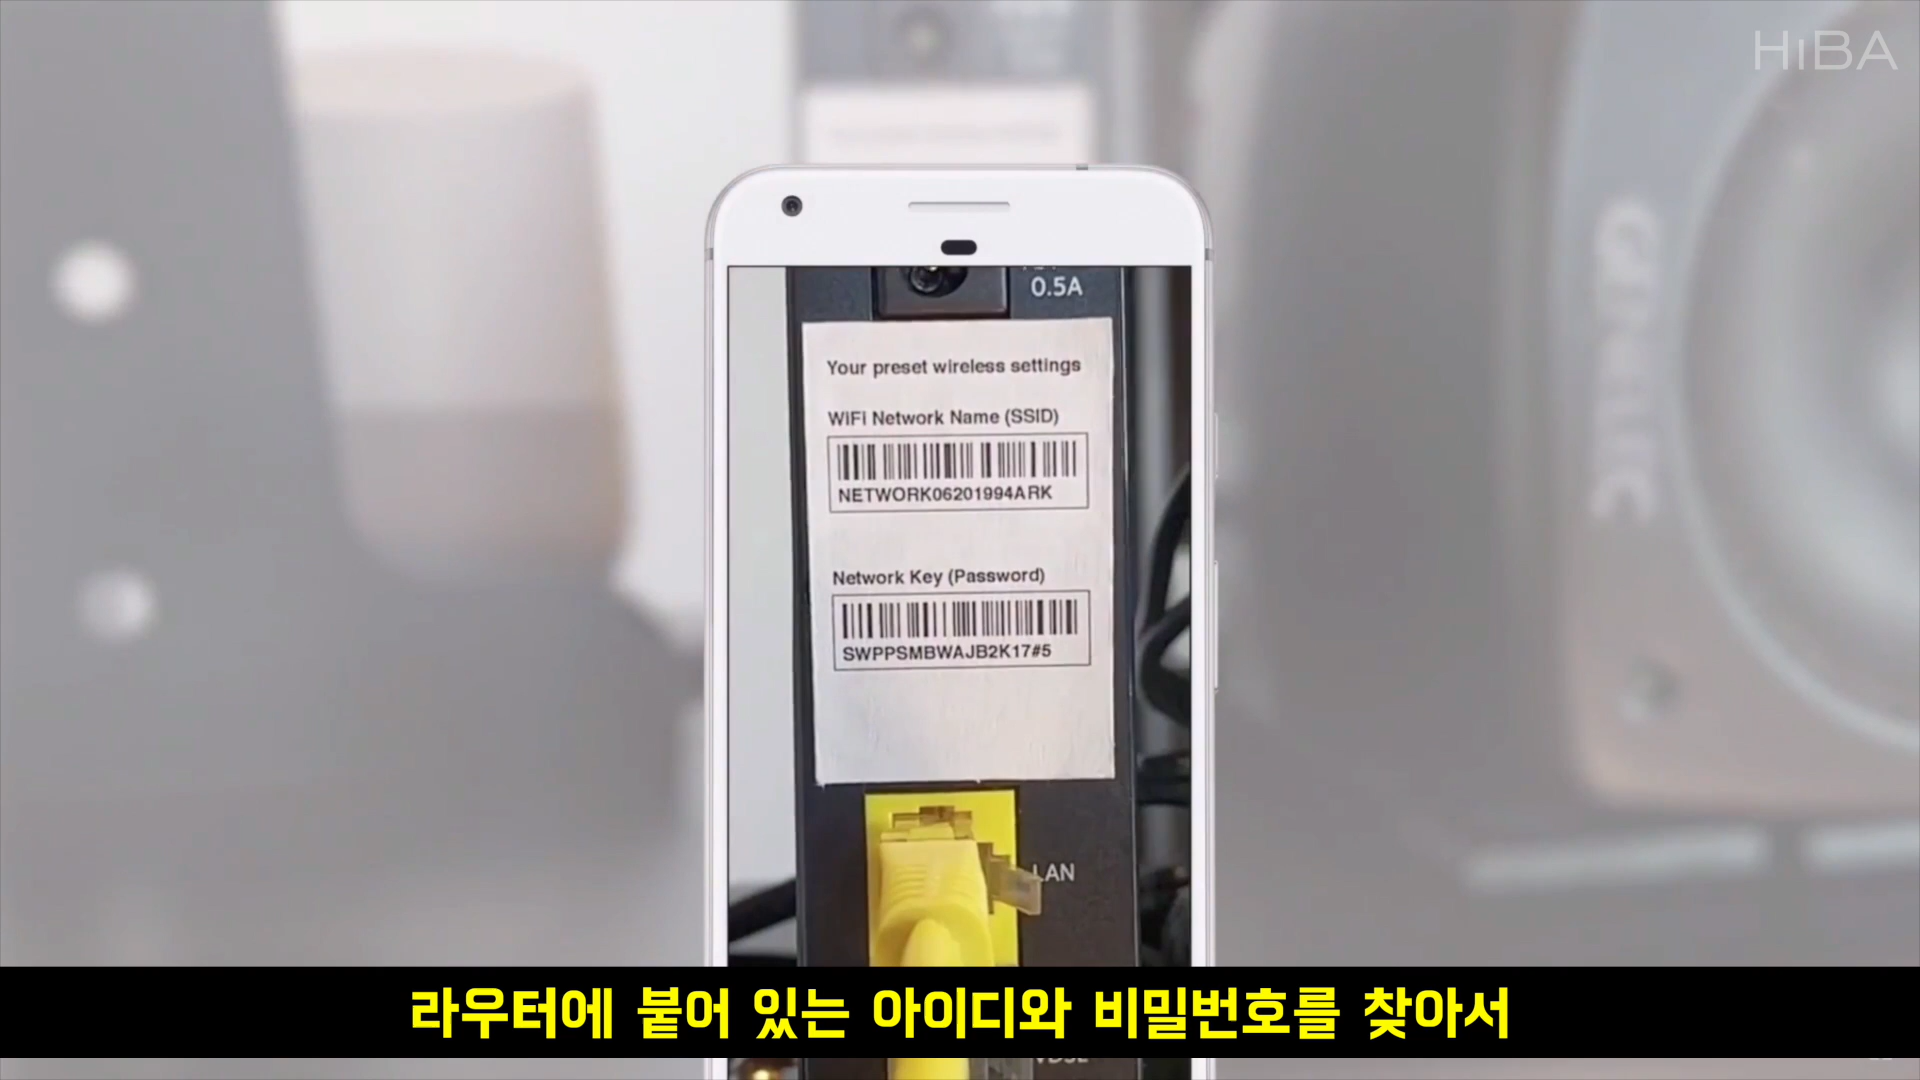 HiBA
0.5A
Your preset wireless settings
WiFi Network Name (SSID)
NETWORK06201994ARK
Network Key (Password)
SWPPSMBWAJB2K17#5
LAN
라우터에 붙어 있는 아이디와 비밀번호를 찾아서